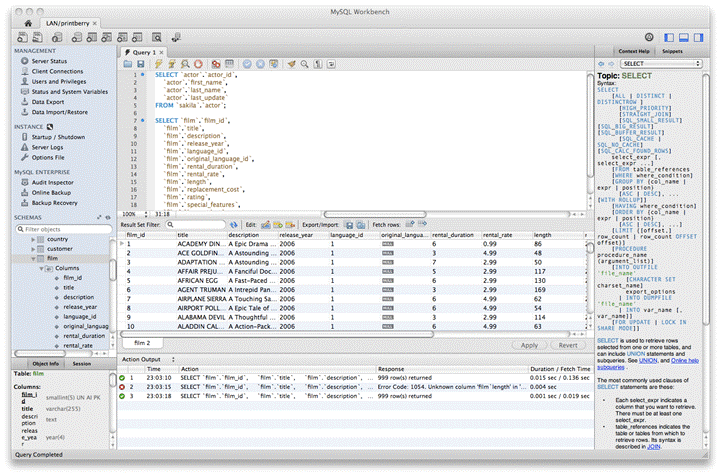 MySQL Workbench
LAN/printberry
MANAGEMENT
Server Status
Client Connections
Users and Privileges
Status and System Variables
Data Export
Data Import/Restore
INSTANCE
Startup / Shutdown
Server Logs
Options File
MySQL ENTERPRISE
Audit Inspector
Online Backup
Backup Recovery
SCHEMAS
Filter objects
country
customer
film
Columns
film_id
title
description
release_year
language_id
original_languag
rental_duration
rental_rate
Object Info Session
Table: film
Columns:
film_i
d smallint(5) UN AI PK
title varchar(255)
descri
ption text
releas
e_yea
r year(4)
Query Completed
Query 1
1 SELECT `actor`.`actor_id`,
2 `actor`.`first_name`,
3 `actor`.`last_name`,
4 `actor`.`last_update`
5 FROM `sakila`.`actor`;
6
7 SELECT `film`.`film_id`,
8 `film`.`title`,
9 `film`.`description`,
10 `film`.`release_year`,
11 `film`.`language_id`,
12 `film`.`original_language_id`,
13 `film`.`rental_duration`,
14 `film`.`rental_rate`,
15 `film`.`length`,
16 `film`.`replacement_cost`,
17 `film`.`rating`,
18 `film`.`special_features`,
100% 31:18
Result Set Filter: Edit: Export/Import: Fetch rows:
film_id title description release_year language_id original_langua... rental_duration rental_rate length
1 ACADEMY DIN... A Epic Drama ... 2006 1 NULL 6 0.99 86
2 ACE GOLDFIN... A Astounding ... 2006 1 NULL 3 4.99 48
3 ADAPTATION ... A Astounding ... 2006 1 NULL 7 2.99 50
4 AFFAIR PREJU... A Fanciful Doc... 2006 1 NULL 5 2.99 117
5 AFRICAN EGG A Fast-Paced ... 2006 1 NULL 6 2.99 130
6 AGENT TRUMAN A Intrepid Pan... 2006 1 NULL 3 2.99 169
7 AIRPLANE SIERRA A Touching Sa... 2006 1 NULL 6 4.99 62
8 AIRPORT POLL... A Epic Tale of ... 2006 1 NULL 6 4.99 54
9 ALABAMA DEVIL A Thoughtful ... 2006 1 NULL 3 2.99 114
10 ALADDIN CAL... A Action-Pack... 2006 1 NULL 6 4.99 63
film 2 Apply Revert
Action Output
Time Action Response Duration / Fetch Time
1 23:03:10 SELECT `film`.`film_id`, `film`.`title`, `film`.`description`, ... 999 row(s) returned 0.015 sec / 0.136 sec
2 23:03:15 SELECT `film`.`film_id`, `film`.`title`, `film`.`description`, ... Error Code: 1054. Unknown column 'film`length' in '... 0.004 sec
3 23:03:18 SELECT `film`.`film_id`, `film`.`title`, `film`.`description`, ... 999 row(s) returned 0.001 sec / 0.019 sec
Context Help Snippets
SELECT
Topic: SELECT
Syntax:
SELECT
[ALL | DISTINCT |
DISTINCTROW ]
[HIGH_PRIORITY]
[STRAIGHT_JOIN]
[SQL_SMALL_RESULT]
[SQL_BIG_RESULT]
[SQL_BUFFER_RESULT]
[SQL_CACHE |
SQL_NO_CACHE]
[SQL_CALC_FOUND_ROWS]
select_expr [,
select_expr ...]
[FROM table_references
[WHERE where_condition]
[GROUP BY {col_name |
expr | position}
[ASC | DESC], ...
[WITH ROLLUP]]
[HAVING where_condition]
[ORDER BY {col_name |
expr | position}
[ASC | DESC], ...]
[LIMIT {[offset,]
row_count | row_count OFFSET
offset}]
[PROCEDURE
procedure_name
(argument_list)]
[INTO OUTFILE
'file_name'
[CHARACTER SET
charset_name]
export_options
| INTO DUMPFILE
'file_name'
| INTO var_name [,
var_name]]
[FOR UPDATE | LOCK IN
SHARE MODE]]
SELECT is used to retrieve rows
selected from one or more tables, and
can include UNION statements and
subqueries. See UNION, and Online help
subqueries .
The most commonly used clauses of
SELECT statements are these:
• Each select_expr indicates a
column that you want to retrieve.
There must be at least one
select_expr.
• table_references indicates the
table or tables from which to
retrieve rows. Its syntax is
described in JOIN.